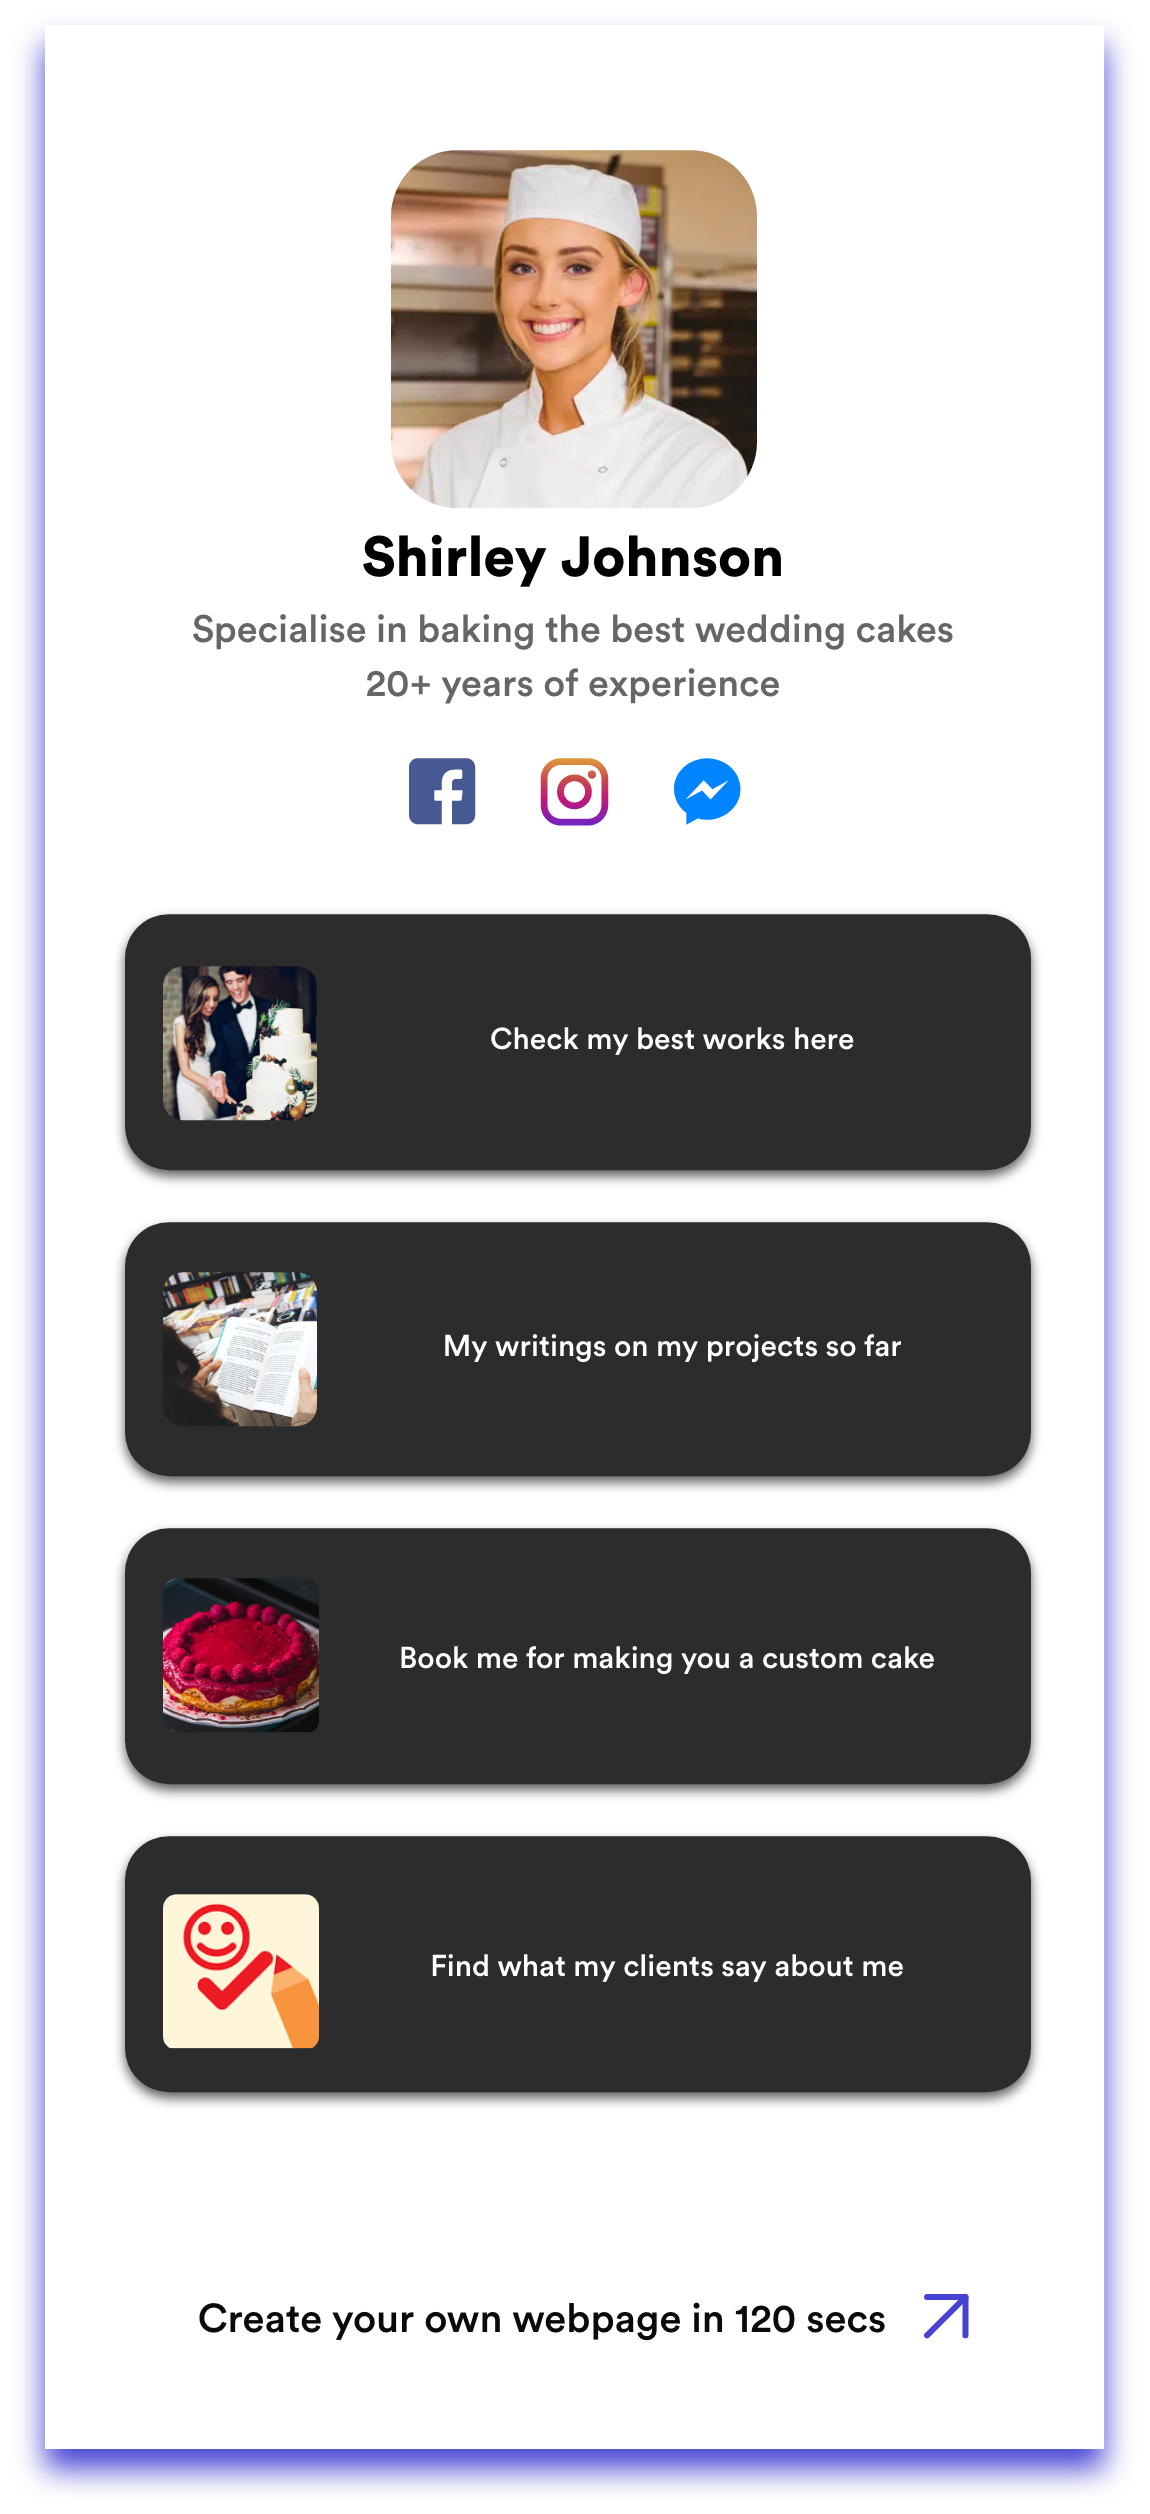 Shirley Johnson
Specialise in baking the best wedding cakes
20+ years of experience
Check my best works here
My writings on my projects so far
Book me for making you a custom cake
Find what my clients say about me
Create your own webpage in 120 secs